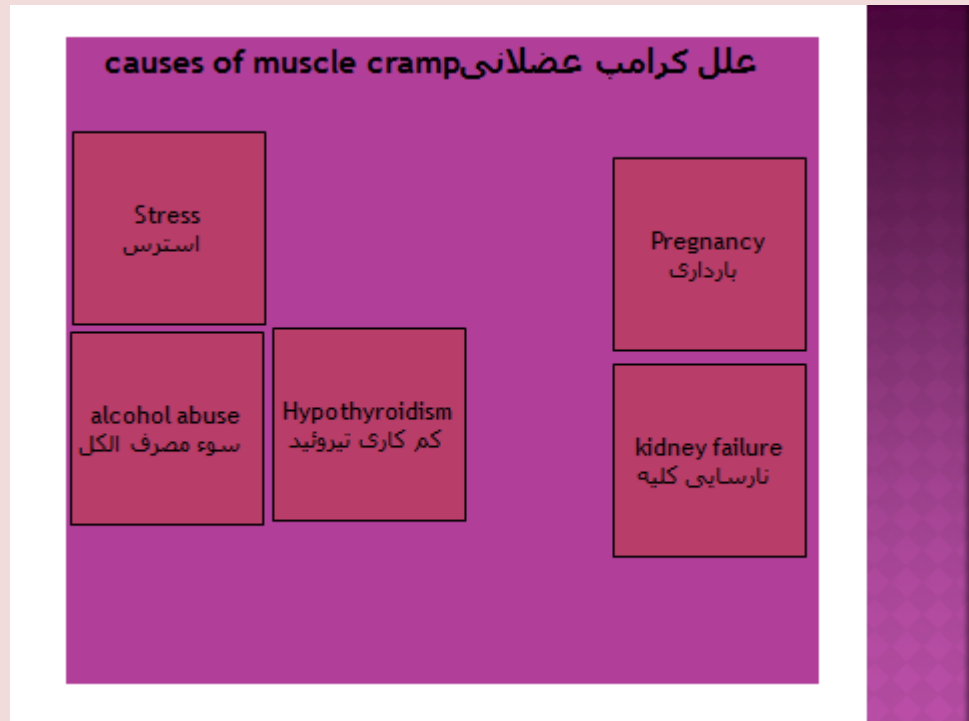 causes of muscle crampعلل کرامپ عضلانی
Stress
استرس
Pregnancy
بارداری
alcohol abuse
سوء مصرف الکل
Hypothyroidism
کم کاری تیروئید
kidney failure
نارسایی کلیه